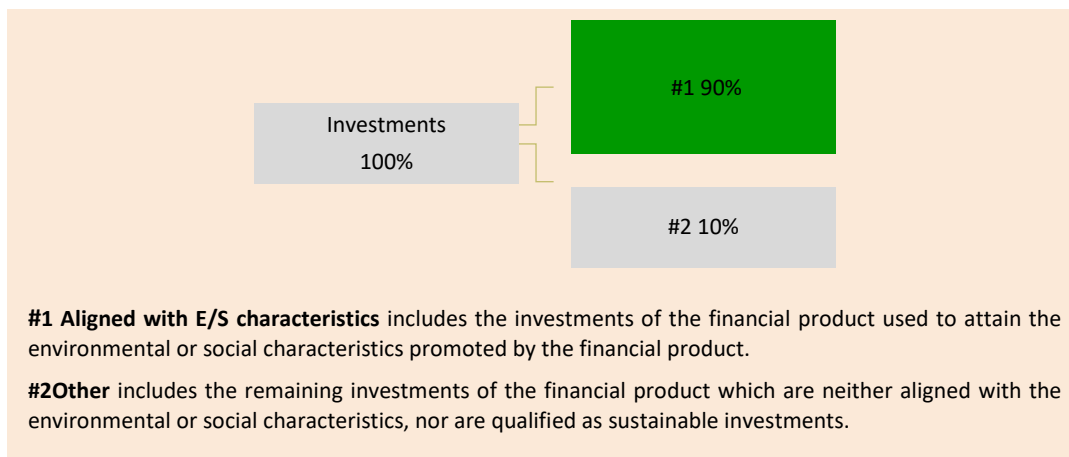 #1 90%
Investments
100%
#2 10%
#1 Aligned with E/S characteristics includes the investments of the financial product used to attain the
environmental or social characteristics promoted by the financial product.
#2Other includes the remaining investments of the financial product which are neither aligned with the
environmental or social characteristics, nor are qualified as sustainable investments.